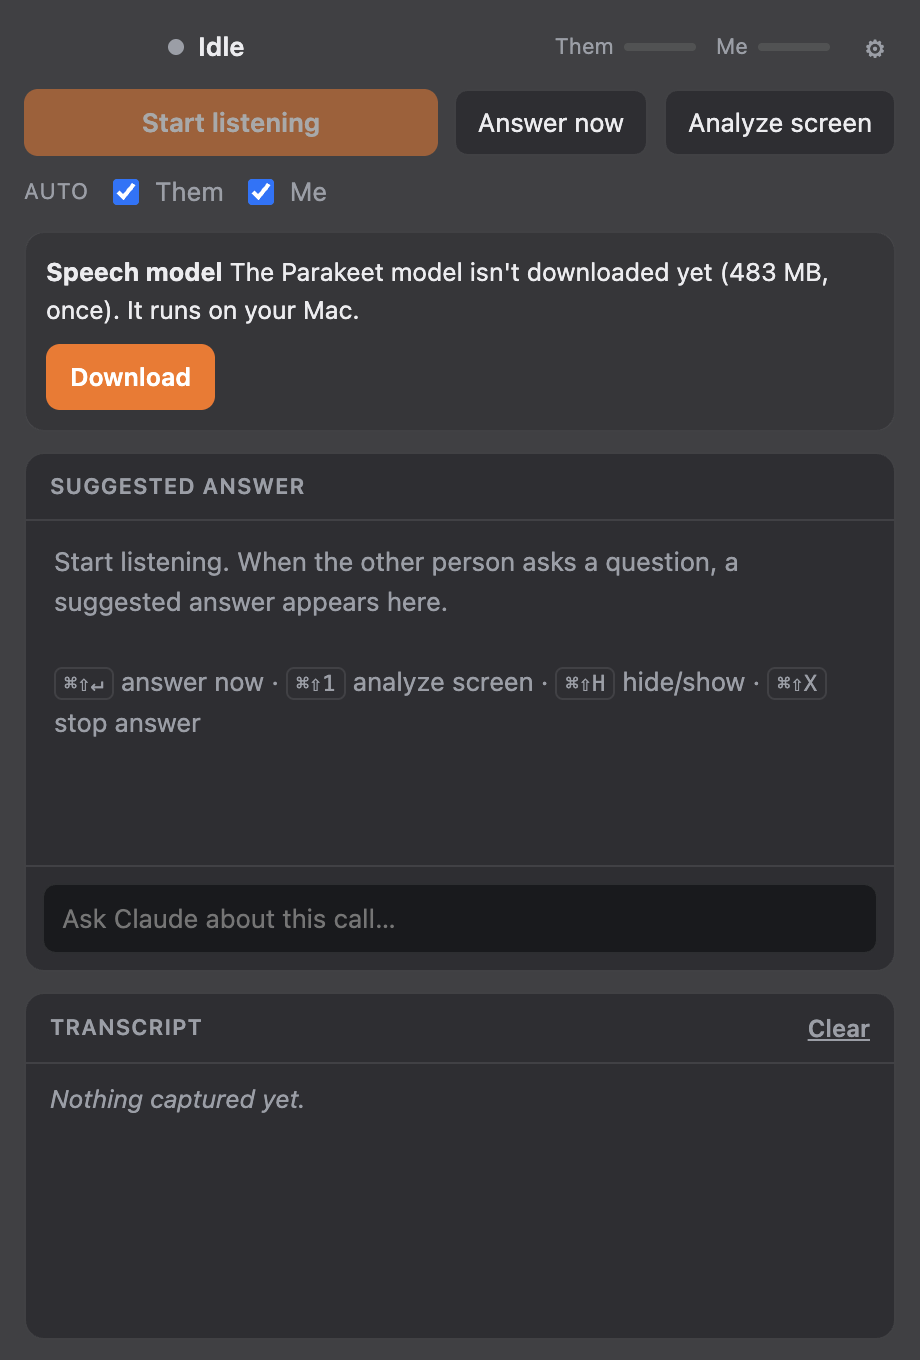 Idle
Them Me ⚙
Start listening
Answer now
Analyze screen
AUTO Them Me
Speech model The Parakeet model isn't downloaded yet (483 MB,
once). It runs on your Mac.
Download
SUGGESTED ANSWER
Start listening. When the other person asks a question, a
suggested answer appears here.
⌘⇧↵ answer now · ⌘⇧1 analyze screen · ⌘⇧H hide/show · ⌘⇧X
stop answer
Ask Claude about this call...
TRANSCRIPT
Clear
Nothing captured yet.